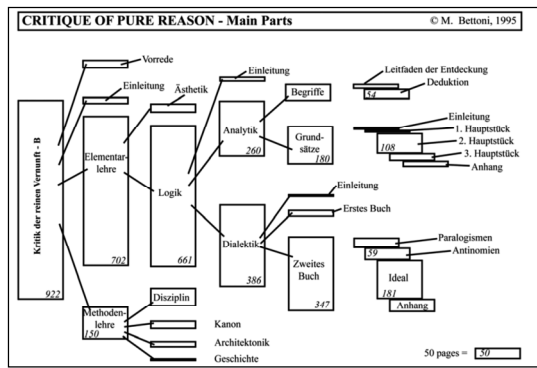 CRITIQUE OF PURE REASON - Main Parts
© M. Bettoni, 1995
Vorrede
Einleitung
Ästhetik
Einleitung
Begriffe
Leitfaden der Entdeckung
Deduktion
54
Kritik der reinen Vernunft - B
922
Elementar-
lehre
702
Logik
661
Analytik
260
Grund-
sätze
180
Einleitung
1. Hauptstück
2. Hauptstück
108
3. Hauptstück
Anhang
Dialektik
386
Einleitung
Erstes Buch
Zweites
Buch
347
Paralogismen
59
Antinomien
Ideal
181
Anhang
Methoden-
lehre
150
Disziplin
Kanon
Architektonik
Geschichte
50 pages =
50